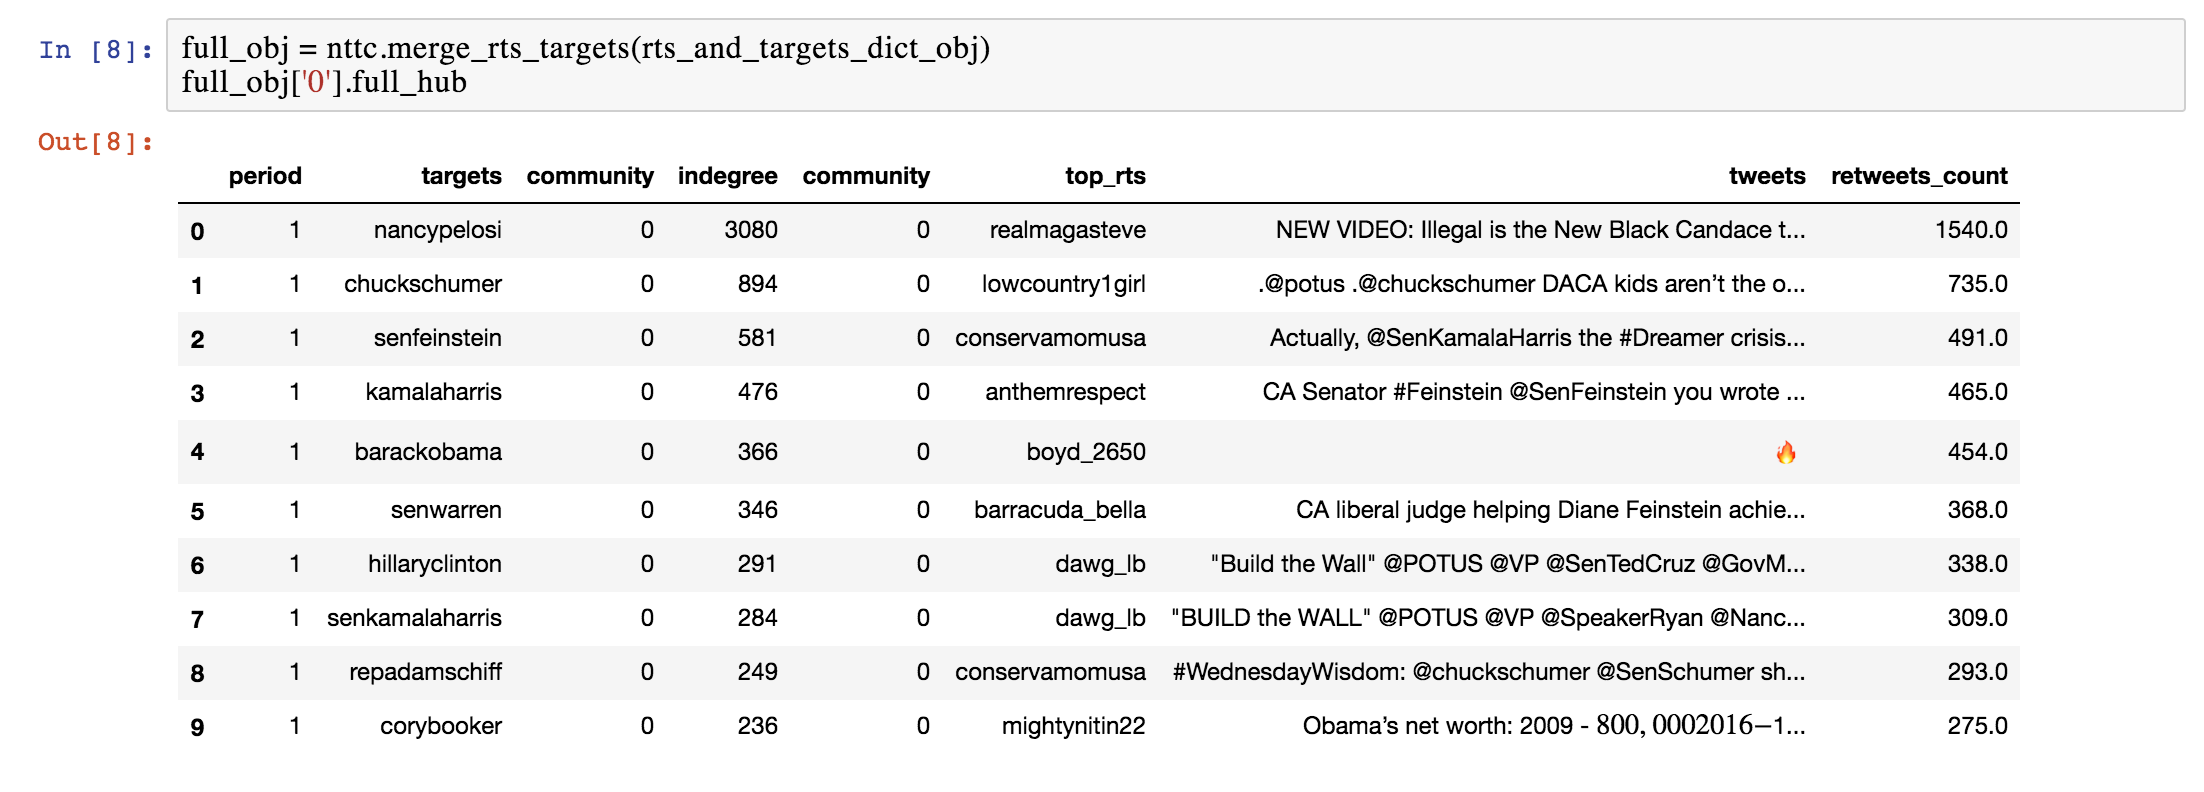 In [8]: full_obj = nttc.merge_rts_targets(rts_and_targets_dict_obj)
full_obj['0'].full_hub
Out[8]:
period targets community indegree community top_rts tweets retweets_count
0 1 nancypelosi 0 3080 0 realmagasteve NEW VIDEO: Illegal is the New Black Candace t... 1540.0
1 1 chuckschumer 0 894 0 lowcountry1girl .@potus .@chuckschumer DACA kids aren’t the o... 735.0
2 1 senfeinstein 0 581 0 conservamomusa Actually, @SenKamalaHarris the #Dreamer crisis... 491.0
3 1 kamalaharris 0 476 0 anthemrespect CA Senator #Feinstein @SenFeinstein you wrote ... 465.0
4 1 barackobama 0 366 0 boyd_2650 🔥 454.0
5 1 senwarren 0 346 0 barracuda_bella CA liberal judge helping Diane Feinstein achie... 368.0
6 1 hillaryclinton 0 291 0 dawg_lb "Build the Wall" @POTUS @VP @SenTedCruz @GovM... 338.0
7 1 senkamalaharris 0 284 0 dawg_lb "BUILD the WALL" @POTUS @VP @SpeakerRyan @Nanc... 309.0
8 1 repadamschiff 0 249 0 conservamomusa #WednesdayWisdom: @chuckschumer @SenSchumer sh... 293.0
9 1 corybooker 0 236 0 mightynitin22 Obama’s net worth: 2009 - 800, 0002016−1... 275.0